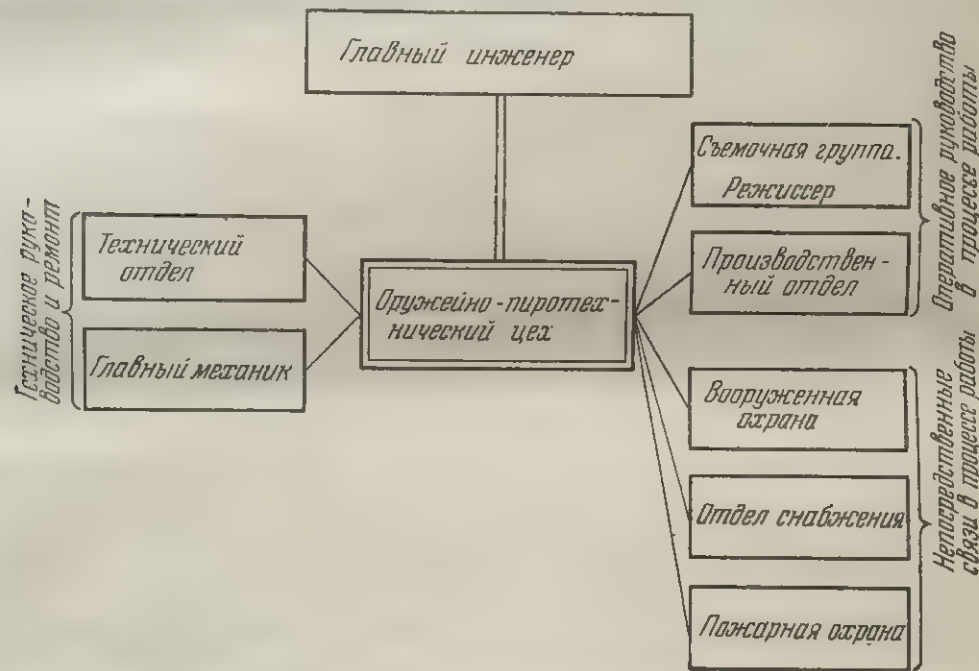 Главный инженер
Техническое руко-
водство и ремонт
Технический
отдел
Главный механик
Оружейно-пиротех-
нический цех
Съемочная группа.
Режиссер
Производствен-
ный отдел
Оперативное руководство
в процессе работы
Вооруженная
охрана
Отдел снабжения
Пожарная охрана
Непосредственные
связи в процессе работы